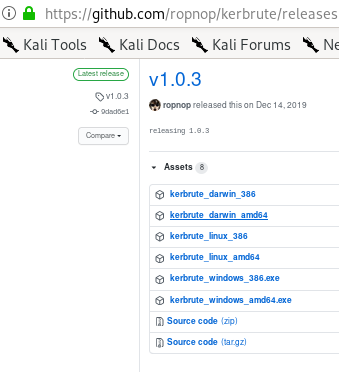 https://github.com/ropnop/kerbrute/releases
Kali Tools Kali Docs Kali Forums Ne
Latest release
v1.0.3
9dad6e1
Compare
v1.0.3
ropnop released this on Dec 14, 2019
releasing 1.0.3
Assets 8
kerbrute_darwin_386
kerbrute_darwin_amd64
kerbrute_linux_386
kerbrute_linux_amd64
kerbrute_windows_386.exe
kerbrute_windows_amd64.exe
Source code (zip)
Source code (tar.gz)